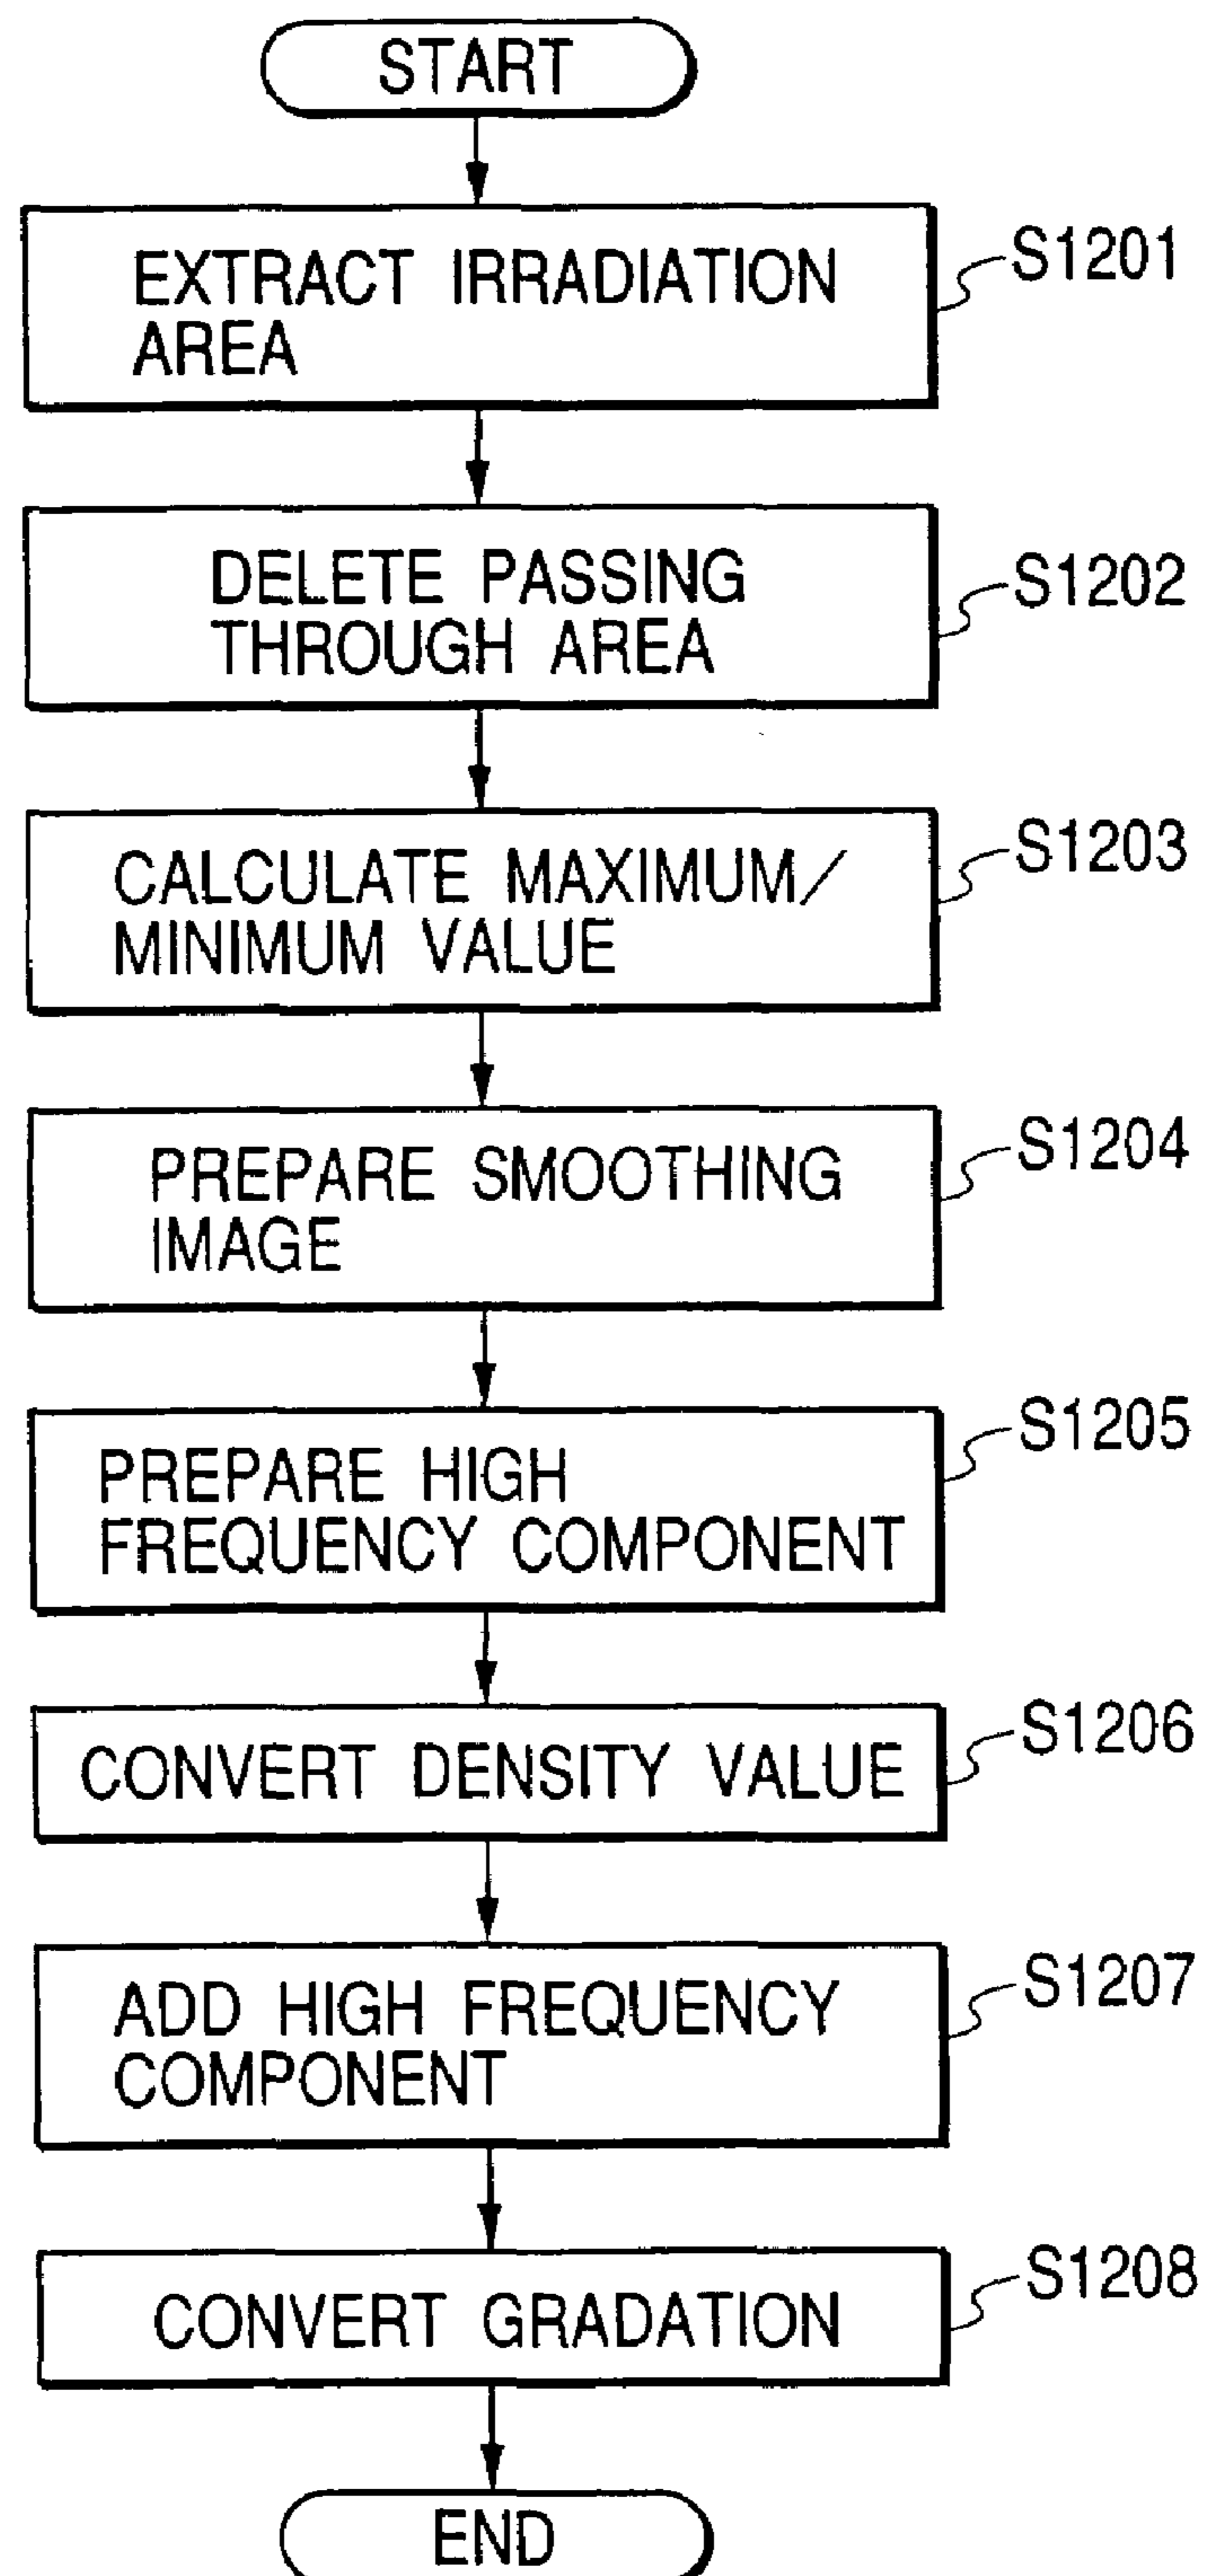 START
EXTRACT IRRADIATION
AREA
S1201
DELETE PASSING
THROUGH AREA
S1202
CALCULATE MAXIMUM/
MINIMUM VALUE
S1203
PREPARE SMOOTHING
IMAGE
S1204
PREPARE HIGH
FREQUENCY COMPONENT
S1205
CONVERT DENSITY VALUE
S1206
ADD HIGH FREQUENCY
COMPONENT
S1207
CONVERT GRADATION
S1208
END